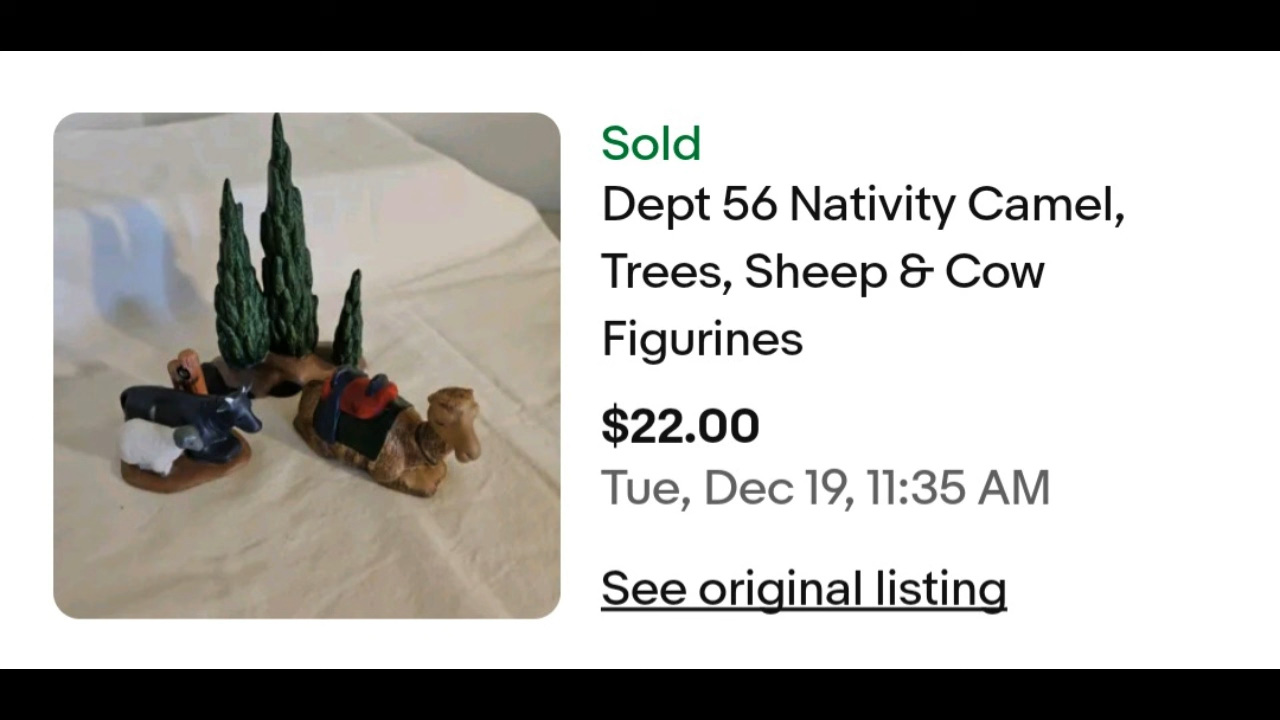 Sold
Dept 56 Nativity Camel,
Trees, Sheep & Cow
Figurines
$22.00
Tue, Dec 19, 11:35 AM
See original listing